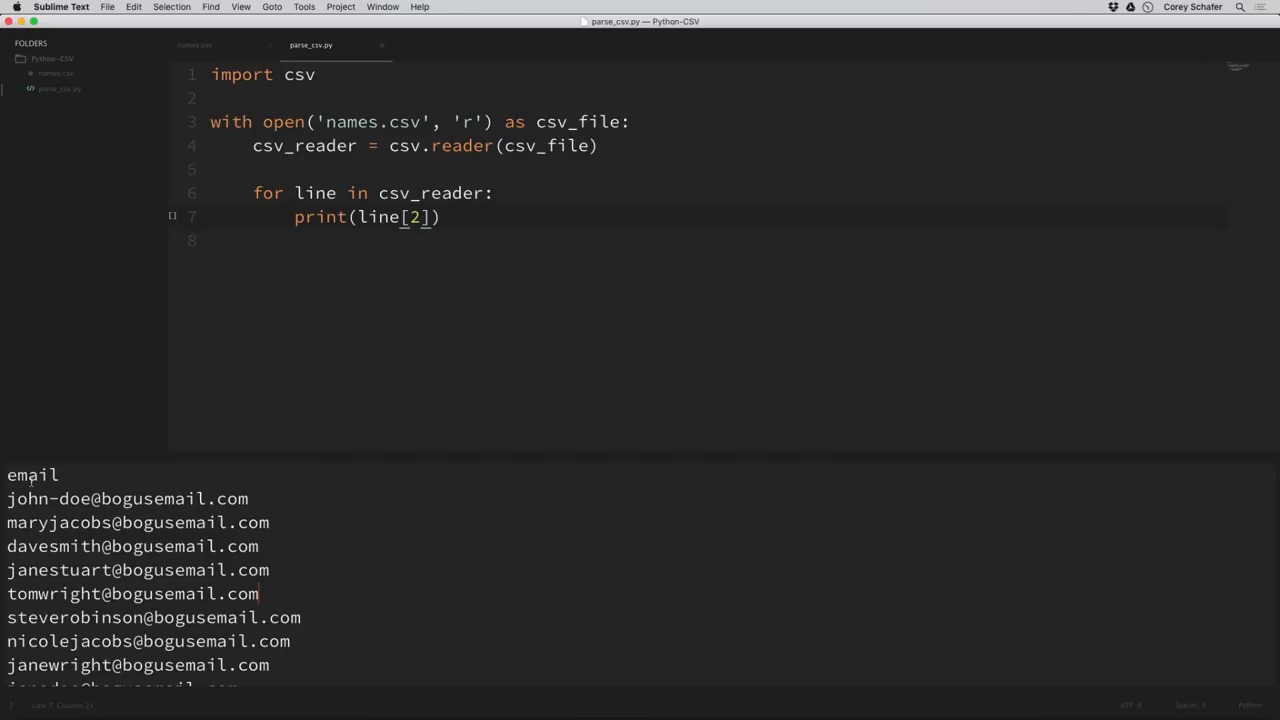 Sublime Text File Edit Selection Find View Goto Tools Project Window Help Corey Schafer
parse_csv.py — Python-CSV
FOLDERS
Python-CSV
names.csv
parse_csv.py
names.csv × parse_csv.py ×
1 import csv
2
3 with open('names.csv', 'r') as csv_file:
4 csv_reader = csv.reader(csv_file)
5
6 for line in csv_reader:
[] 7 print(line[2])
8
email
john-doe@bogusemail.com
maryjacobs@bogusemail.com
davesmith@bogusemail.com
janestuart@bogusemail.com
tomwright@bogusemail.com
steverobinson@bogusemail.com
nicolejacobs@bogusemail.com
janewright@bogusemail.com
Line 7, Column 23 UTF-8 Spaces: 4 Python